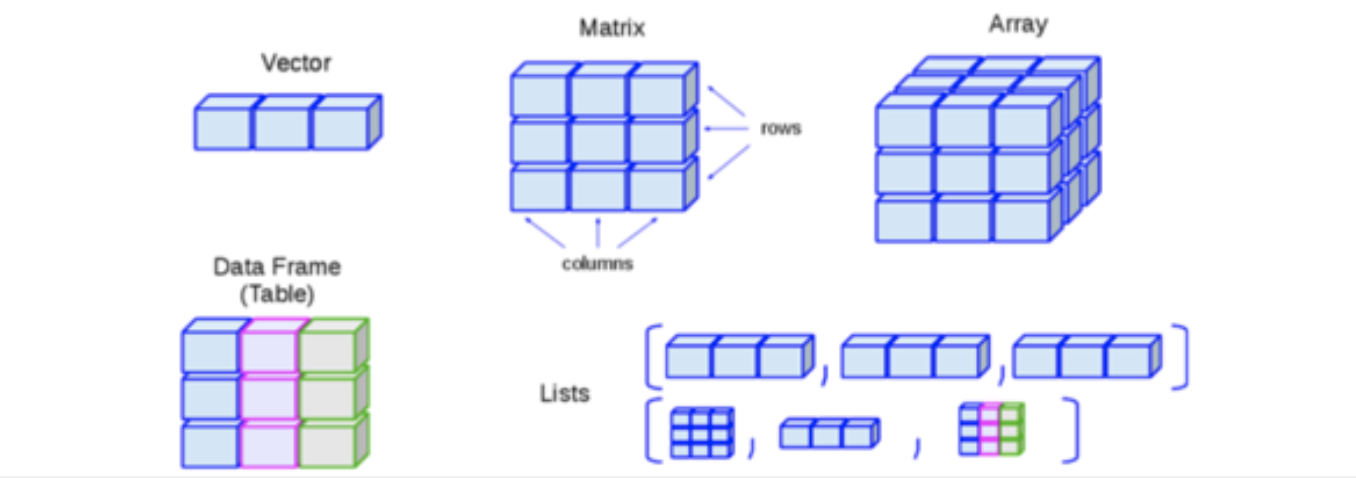 Vector
Matrix
Array
rows
columns
Data Frame
(Table)
Lists